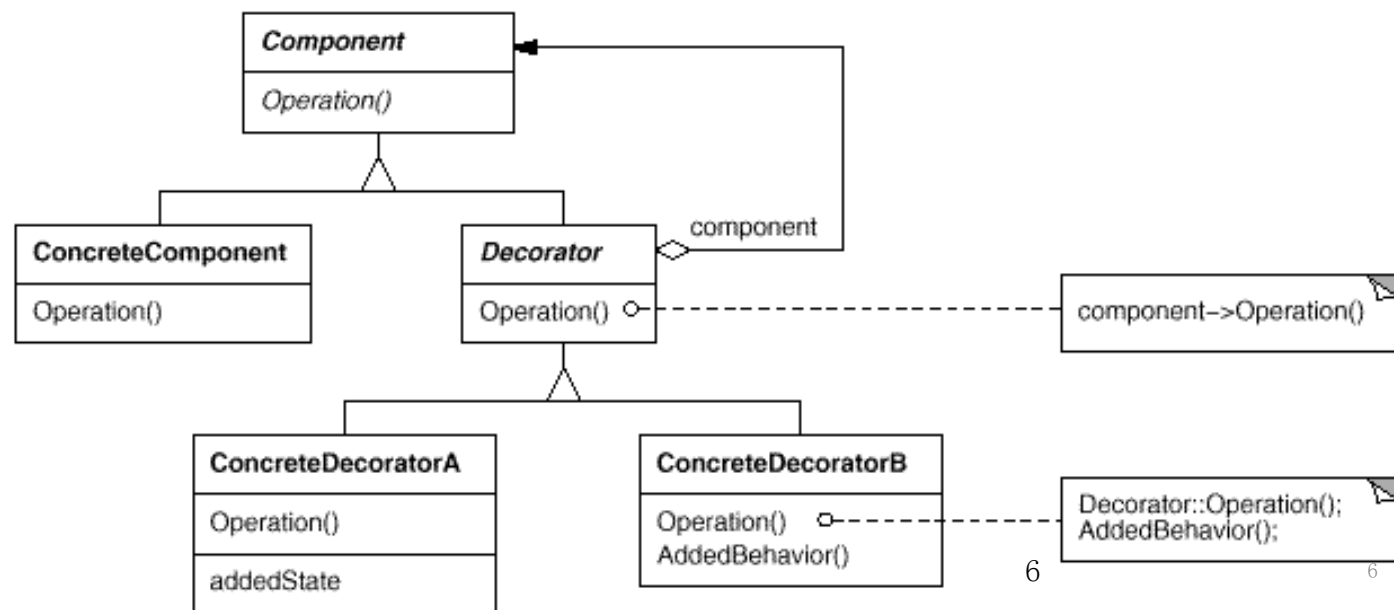 Component
Operation()
component
ConcreteComponent
Operation()
Decorator
Operation()
component–>Operation()
ConcreteDecoratorA
Operation()
addedState
ConcreteDecoratorB
Operation()
AddedBehavior()
Decorator::Operation();
AddedBehavior();
6
6